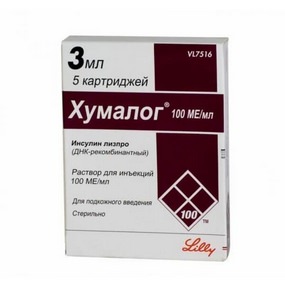 VL7516
3 мл
5 картриджей
Хумалог® 100 МЕ/мл
Инсулин лизпро
(ДНК-рекомбинантный)
Раствор для инъекций
100 МЕ/мл
Для подкожного введения
Стерильно
100 ™
Lilly